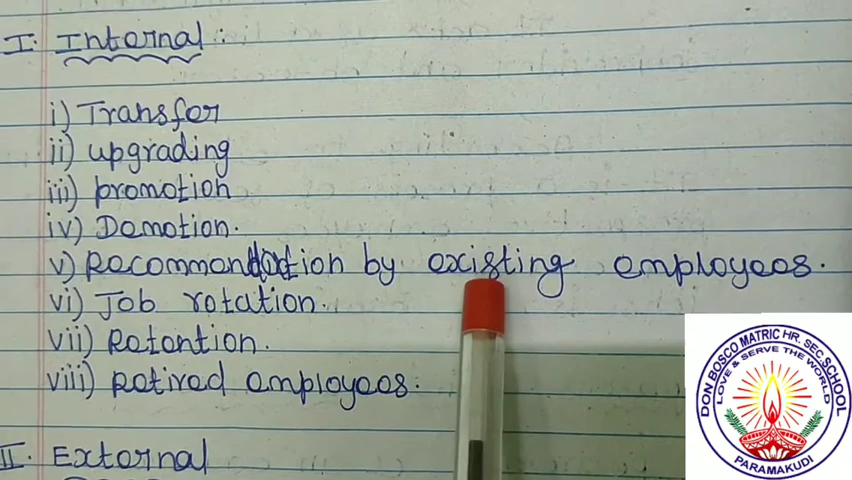 I. Internal :
i) Transfer
ii) upgrading
iii) promotion
iv) Demotion.
v) Recommendation by existing employees.
vi) Job rotation.
vii) Retention.
viii) Retired employees.
II. External
DON BOSCO MATRIC HR. SEC. SCHOOL
LOVE & SERVE THE WORLD
PARAMAKUDI